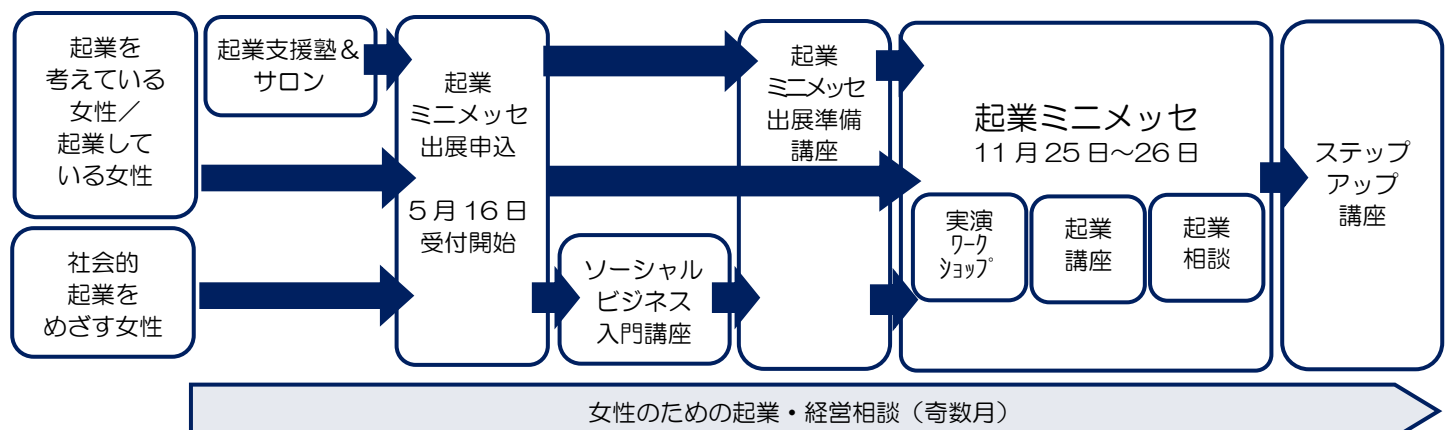 起業を
考えている
女性／
起業して
いる女性
社会的
起業を
めざす女性
起業支援塾＆
サロン
起業
ミニメッセ
出展申込
５月16日
受付開始
ソーシャル
ビジネス
入門講座
起業
ミニメッセ
出展準備
講座
起業ミニメッセ
11月25日～26日
実演
ﾜｰｸ
ｼｮｯﾌﾟ
起業
講座
起業
相談
ステップ
アップ
講座
女性のための起業・経営相談（奇数月）